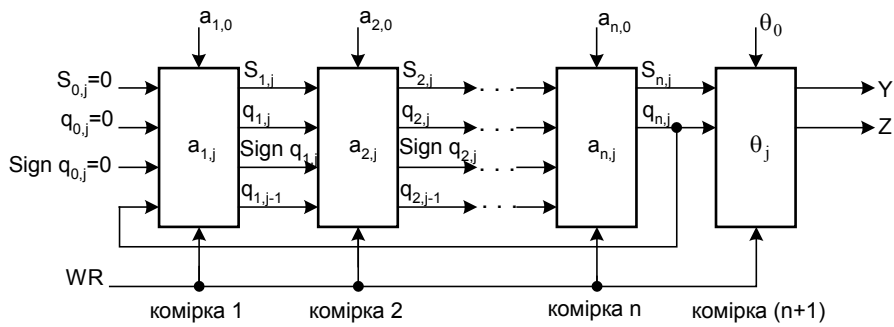 a1,0 a2,0 an,0 θ0
S0,j=0 S1,j S2,j . . . Sn,j Y
q0,j=0 q1,j q2,j . . . qn,j Z
a1,j a2,j an,j θj
Sign q0,j=0 Sign q1,j Sign q2,j . . .
q1,j-1 q2,j-1 . . .
WR
комірка 1 комірка 2 комірка n комірка (n+1)